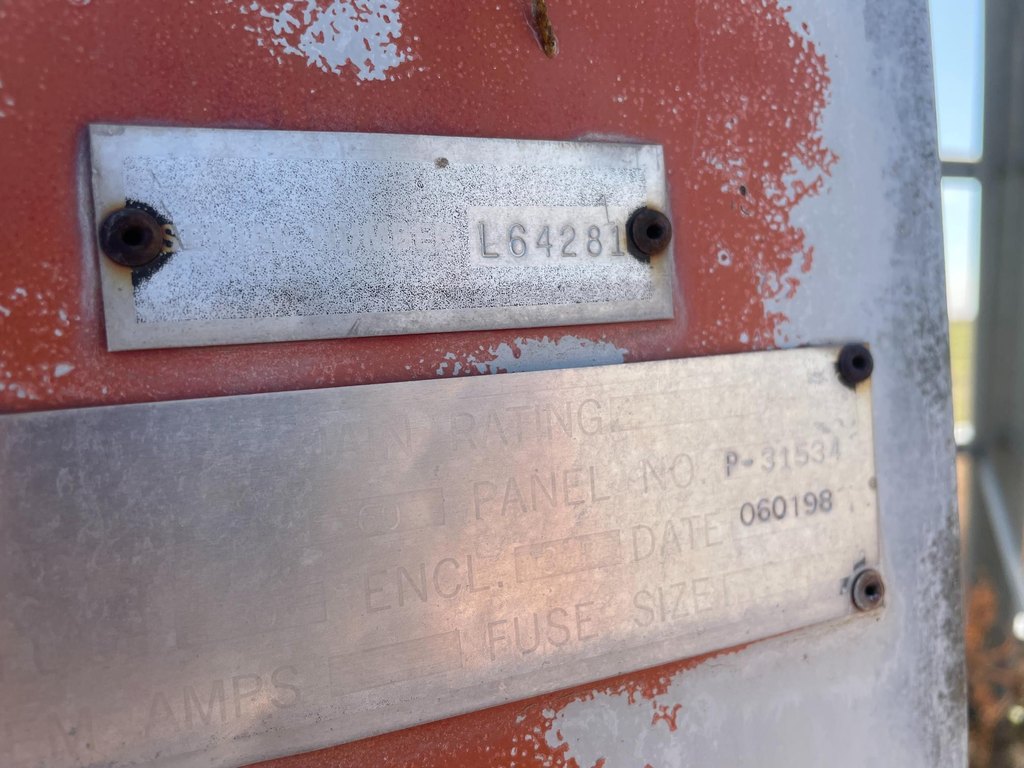 L64281
RATING
PANEL NO. P-31534
ENCL. DATE 060198
AMPS FUSE SIZE